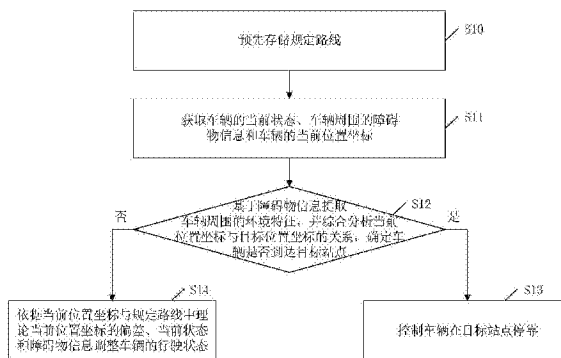 预先存储规定路线
S10
获取车辆的当前状态、车辆周围的障碍
物信息和车辆的当前位置坐标
S11
基于障碍物信息提取
车辆周围的环境特征，并综合分析当前
位置坐标与目标位置坐标的关系，确定车
辆是否到达目标站点
S12
否
是
S14
依据当前位置坐标与规定路线中理
论当前位置坐标的偏差、当前状态
和障碍物信息调整车辆的行驶状态
S13
控制车辆在目标站点停靠